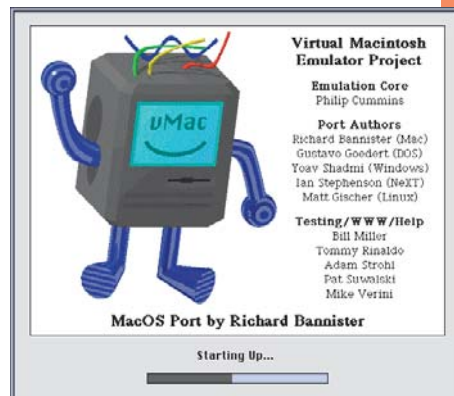 vMac
Virtual Macintosh
Emulator Project
Emulation Core
Philip Cummins
Port Authors
Richard Bannister (Mac)
Gustavo Goedert (DOS)
Yoav Shadmi (Windows)
Ian Stephenson (NeXT)
Matt Gischer (Linux)
Testing/WWW/Help
Bill Miller
Tommy Rinaldo
Adam Strohl
Pat Suwalski
Mike Verini
MacOS Port by Richard Bannister
Starting Up...